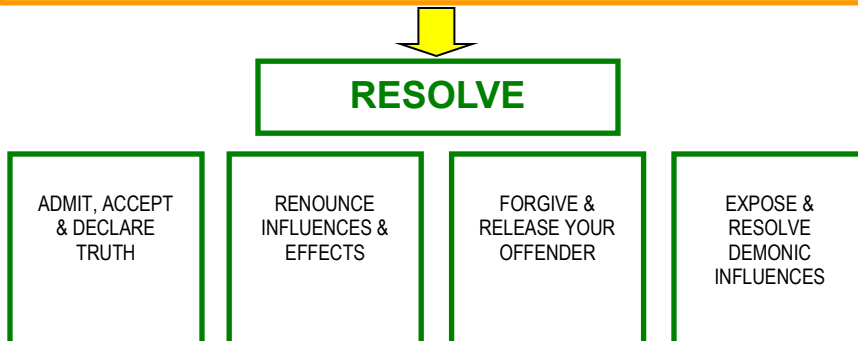 RESOLVE
ADMIT, ACCEPT
& DECLARE
TRUTH
RENOUNCE
INFLUENCES &
EFFECTS
FORGIVE &
RELEASE YOUR
OFFENDER
EXPOSE &
RESOLVE
DEMONIC
INFLUENCES